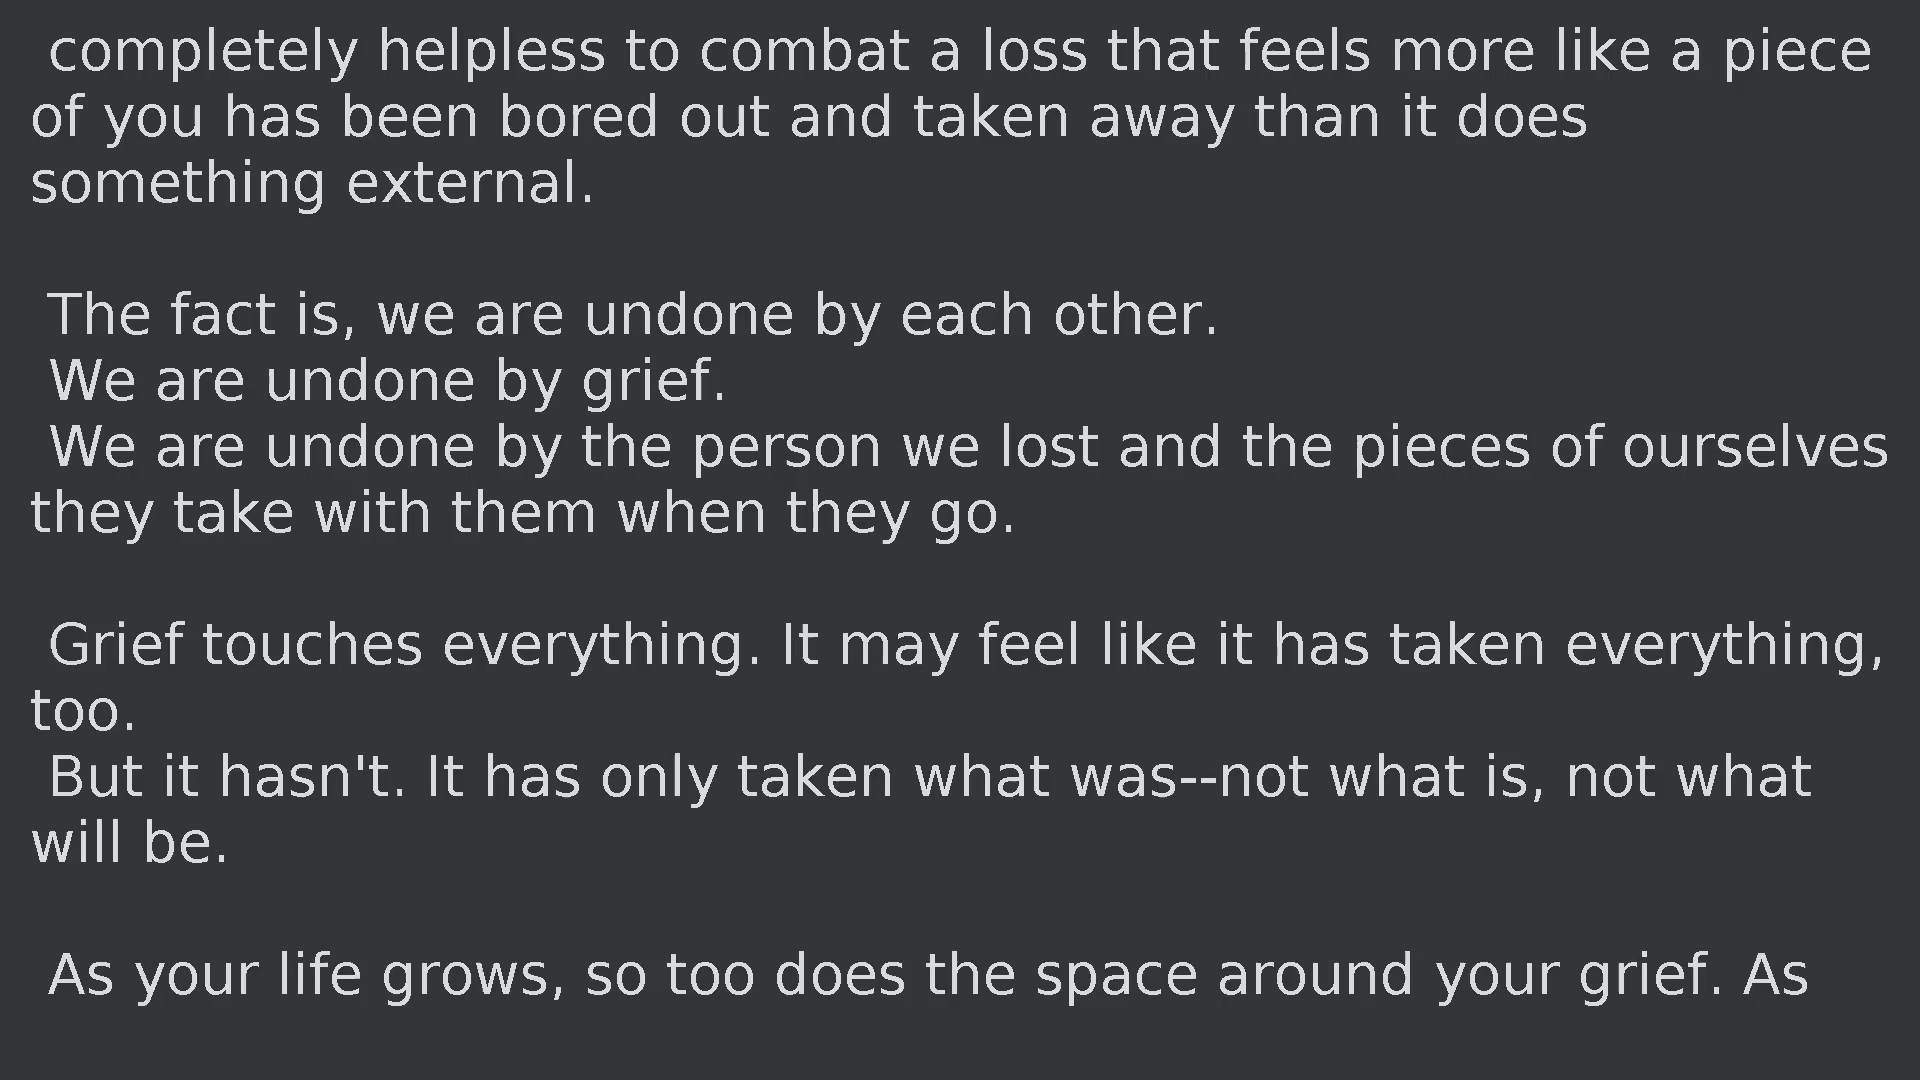 completely helpless to combat a loss that feels more like a piece
of you has been bored out and taken away than it does
something external.
The fact is, we are undone by each other.
We are undone by grief.
We are undone by the person we lost and the pieces of ourselves
they take with them when they go.
Grief touches everything. It may feel like it has taken everything,
too.
But it hasn't. It has only taken what was--not what is, not what
will be.
As your life grows, so too does the space around your grief. As